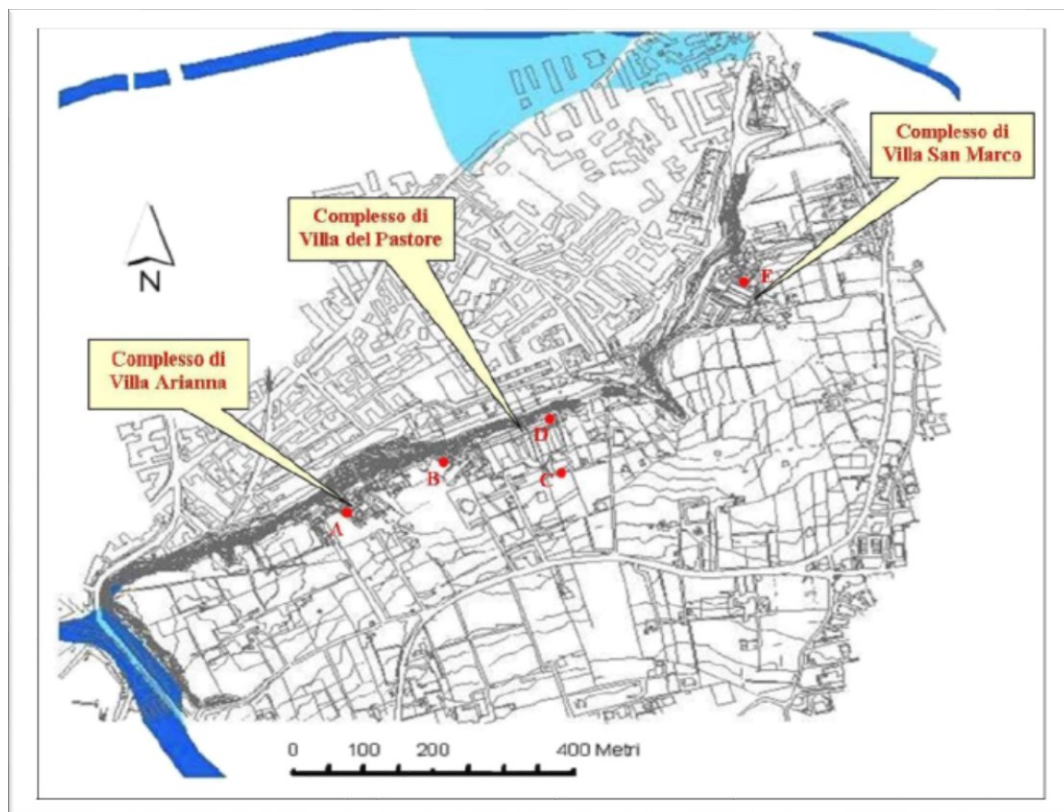 Complesso di
Villa San Marco
Complesso di
Villa del Pastore
N
E
Complesso di
Villa Arianna
D
B
C
A
0 100 200 400 Metri